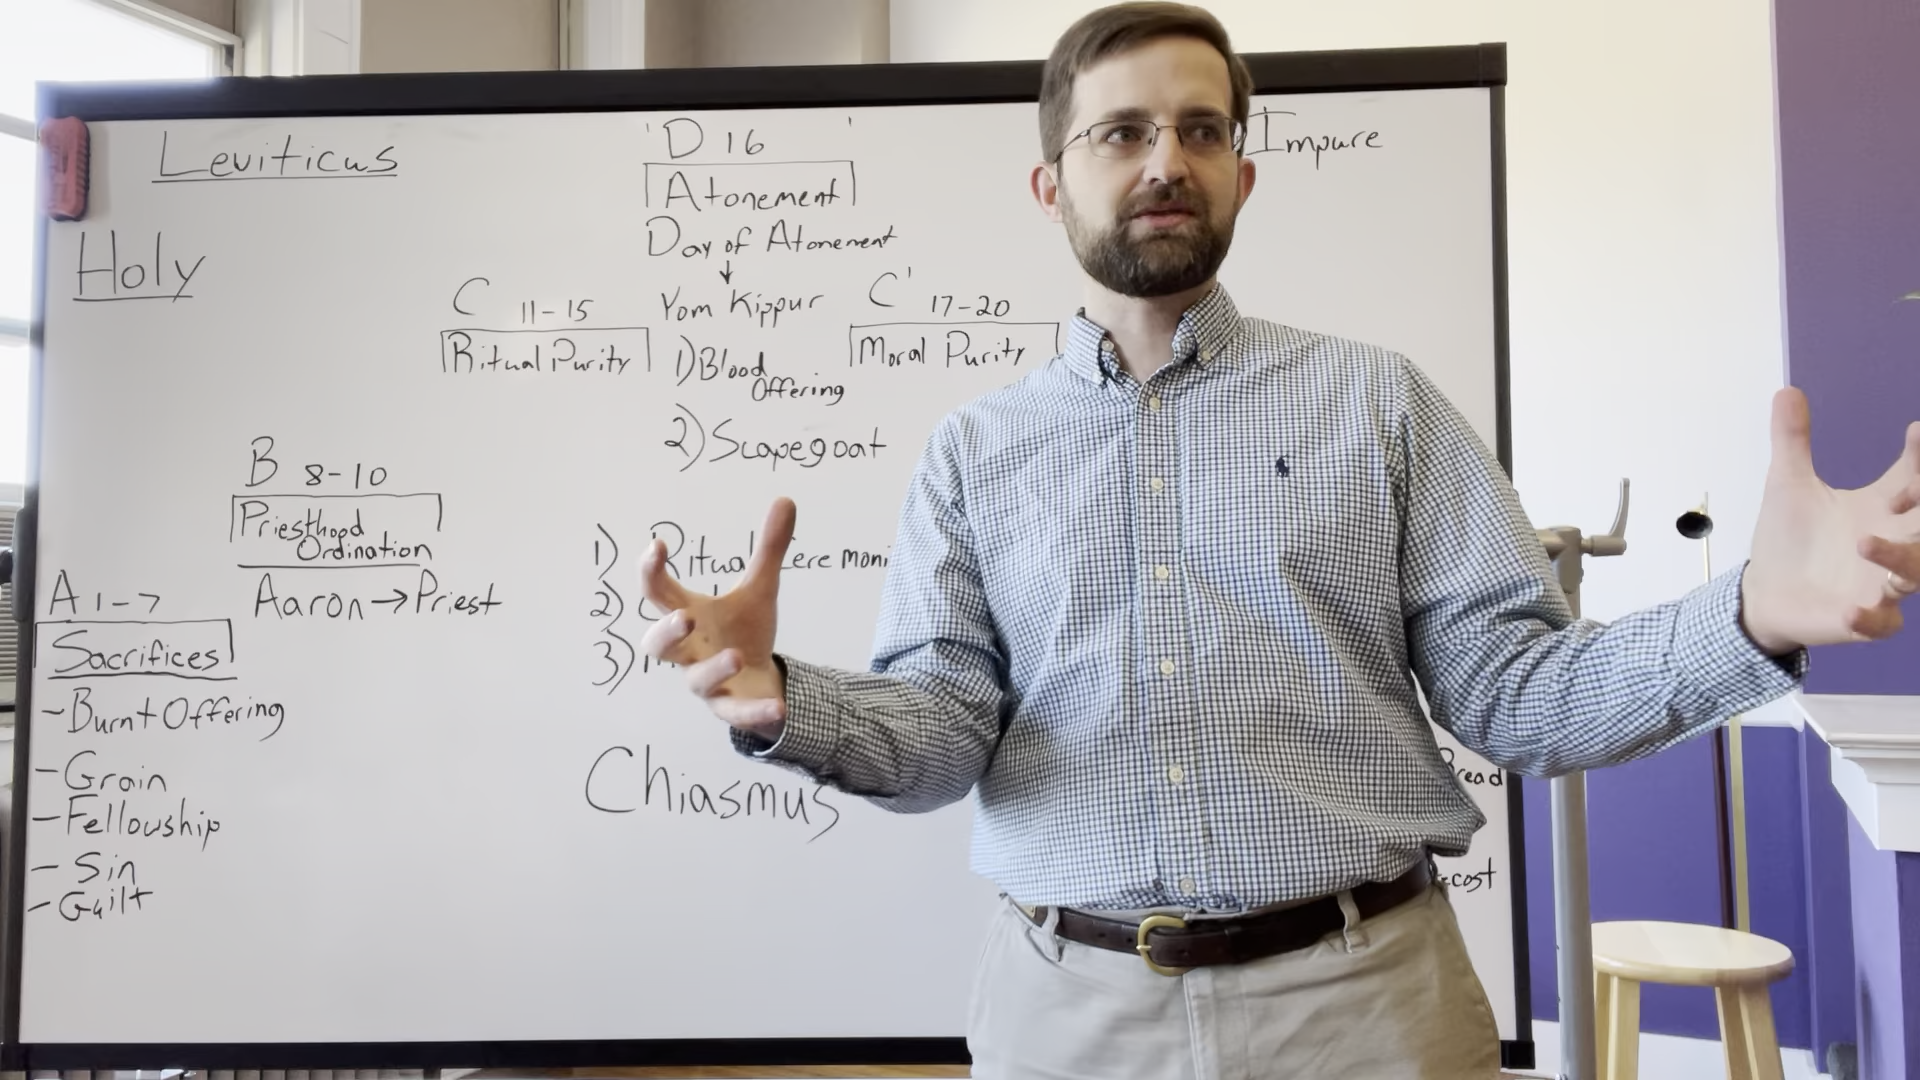 Leviticus
Holy
D 16
Atonement
Day of Atonement
↓
Yom Kippur
1) Blood
Offering
2) Scapegoat
Impure
C 11-15
Ritual Purity
C' 17-20
Moral Purity
B 8-10
Priesthood
Ordination
Aaron → Priest
A 1-7
Sacrifices
- Burnt Offering
- Grain
- Fellowship
- Sin
- Guilt
1) Ritual
2)
3)
Chiasmus